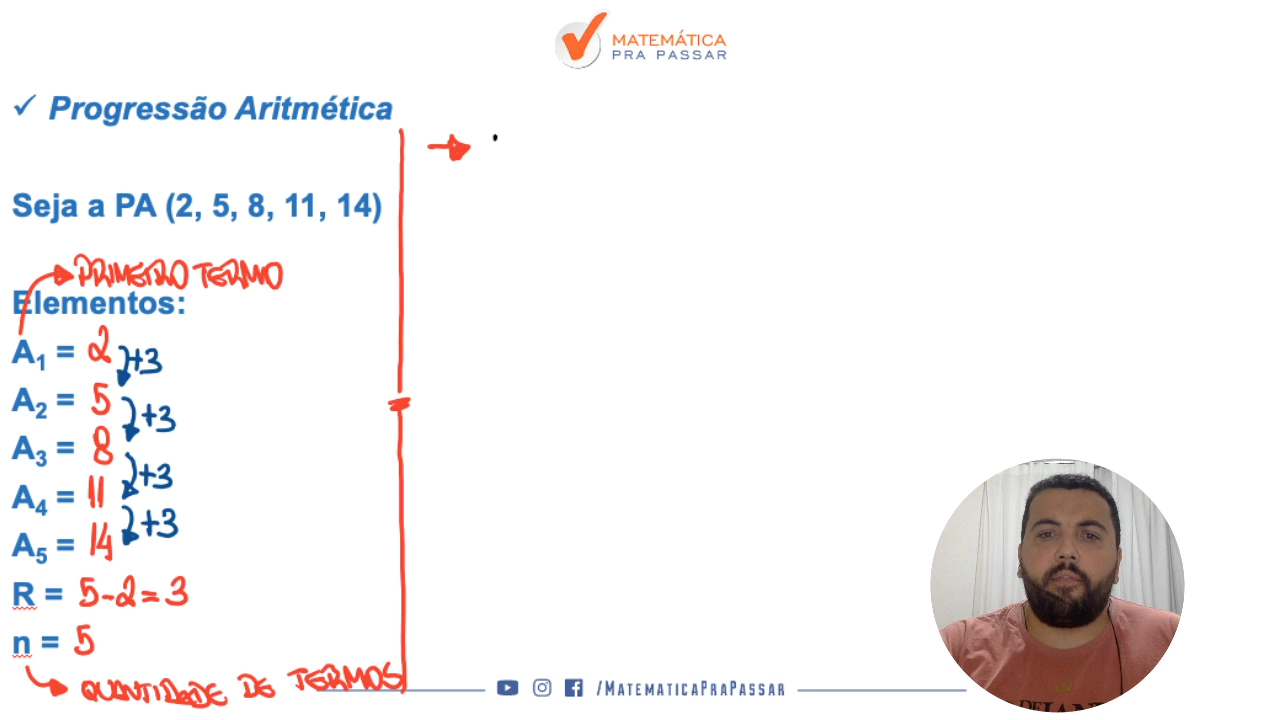 MATEMÁTICA
PRA PASSAR
✓ Progressão Aritmética
Seja a PA (2, 5, 8, 11, 14)
PRIMEIRO TERMO
Elementos:
A₁ = 2 +3
A₂ = 5 +3
A₃ = 8 +3
A₄ = 11 +3
A₅ = 14
R = 5-2=3
n = 5
QUANTIDADE DE TERMOS
/MATEMATICAPRAPASSAR